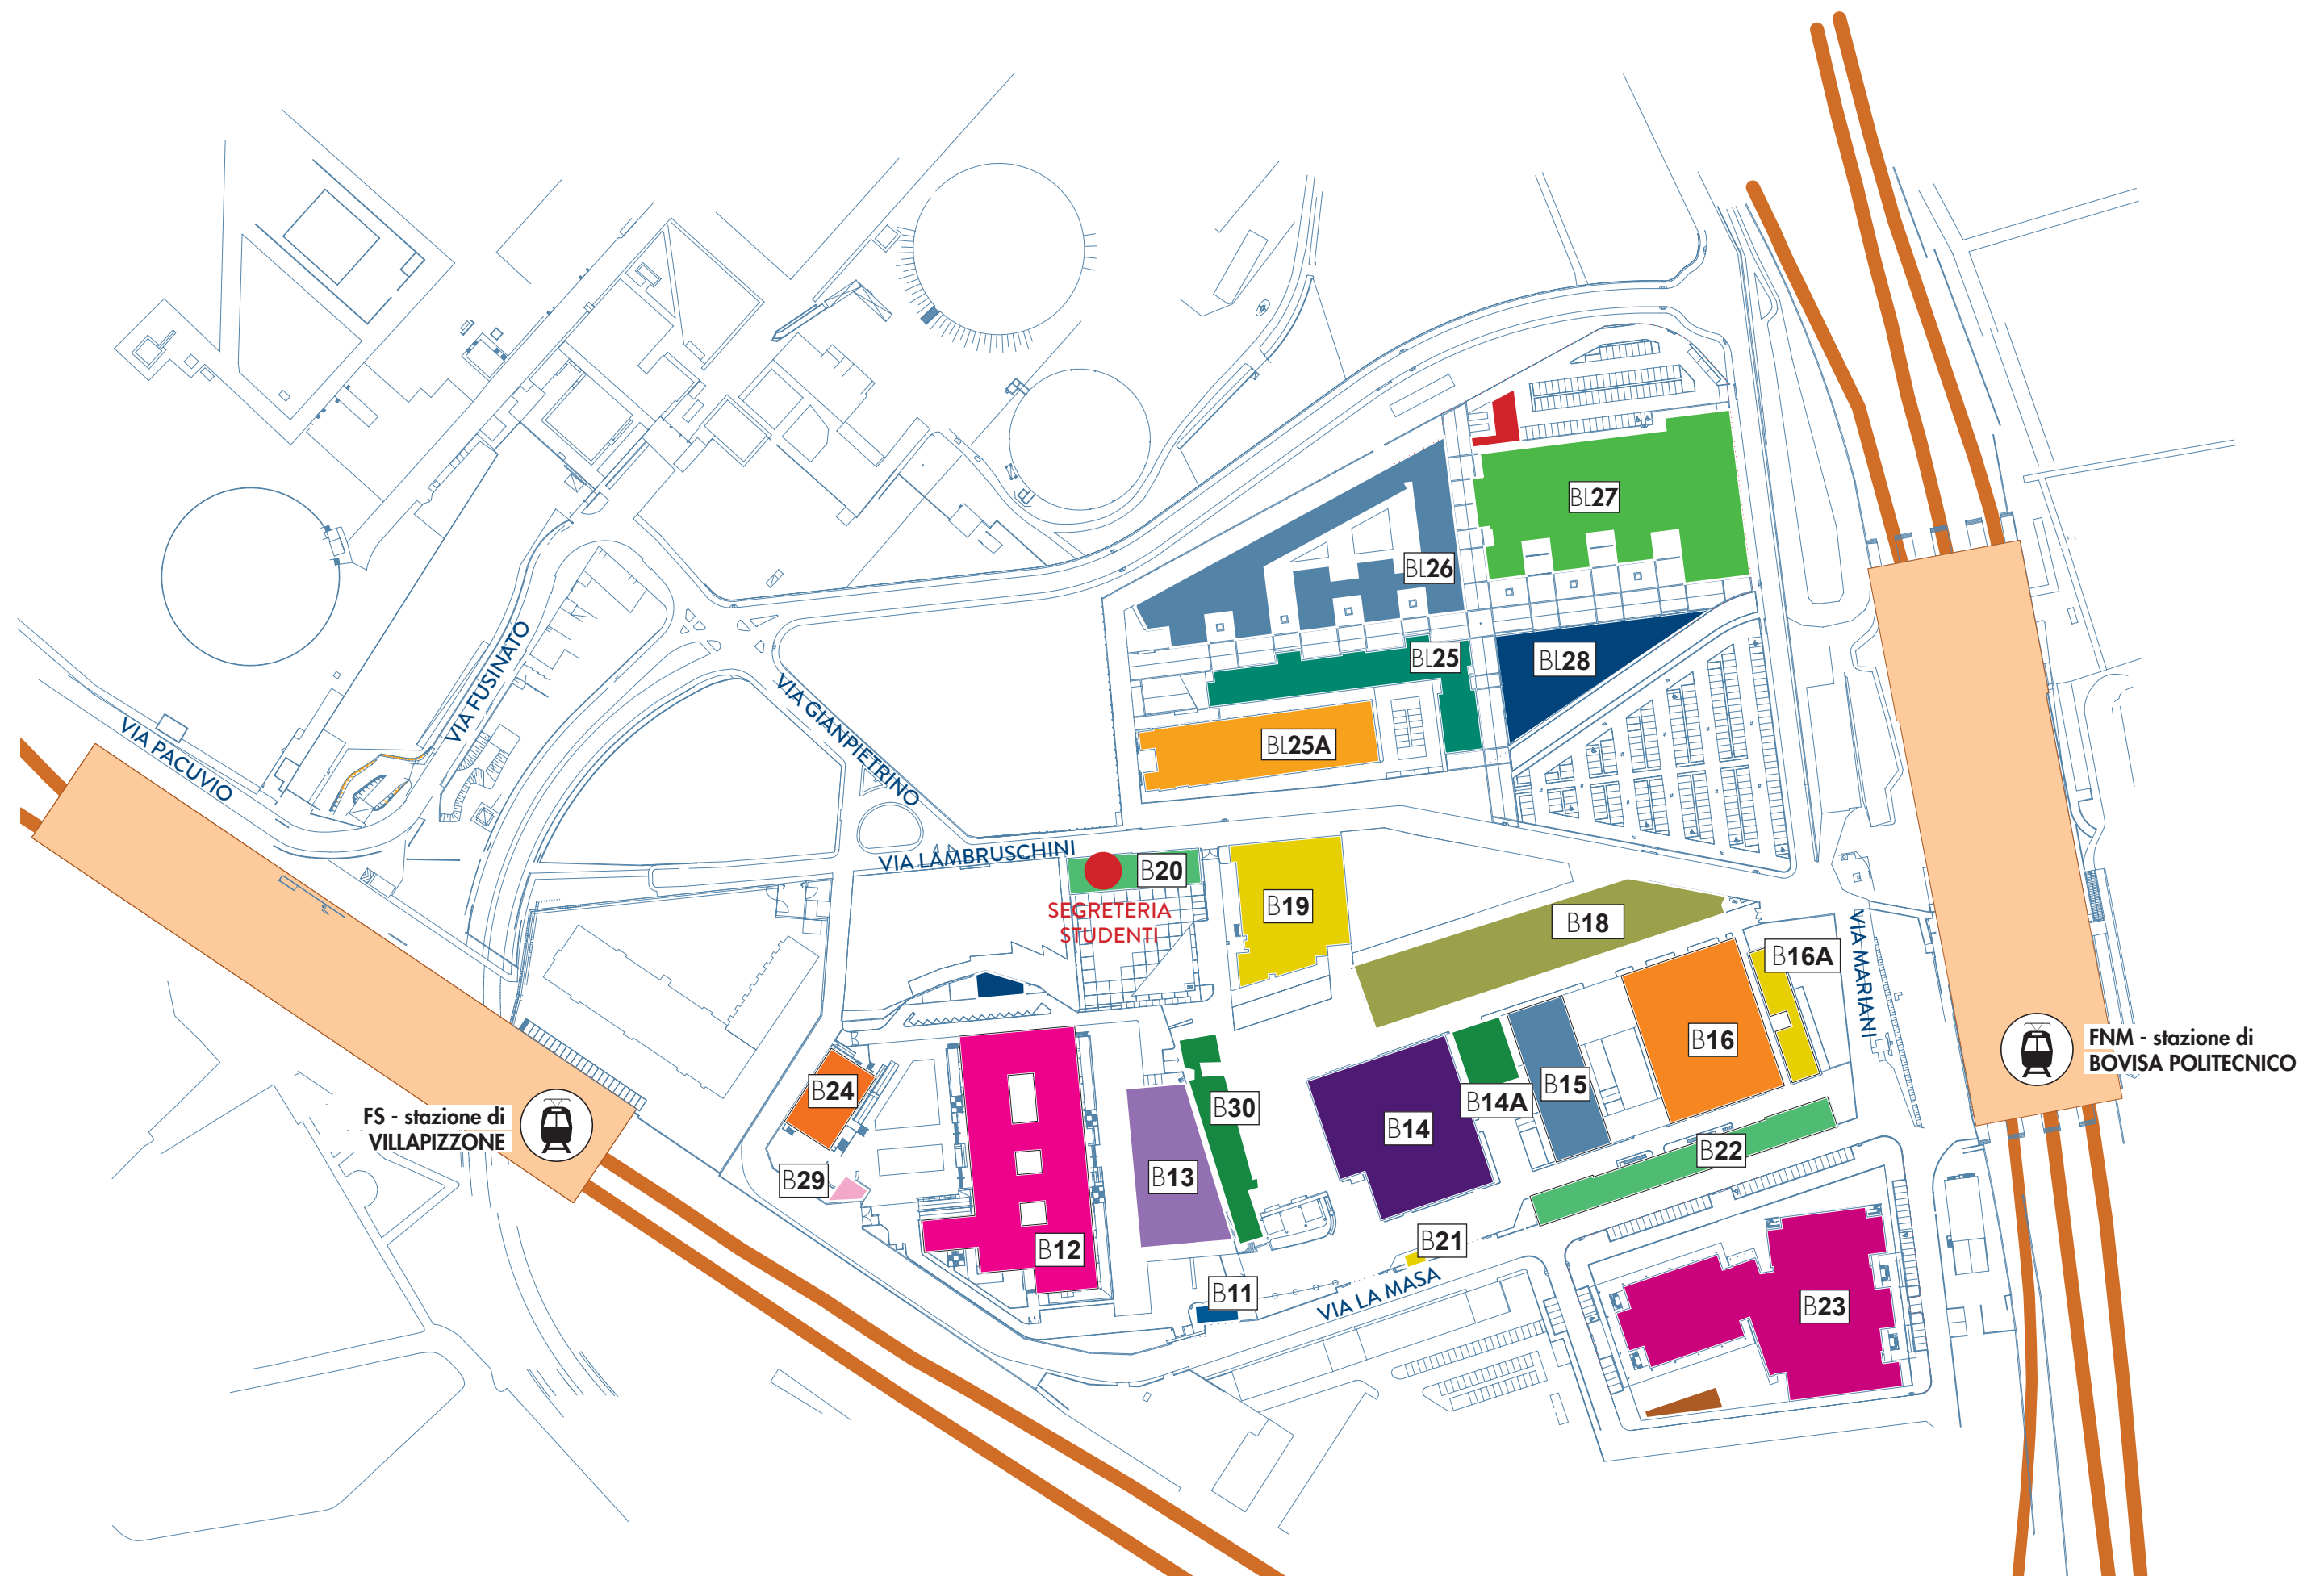 BL27
BL26
BL25
BL28
BL25A
VIA FUSINATO
VIA GIANPIETRINO
VIA PACUVIO
VIA LAMBRUSCHINI
B20
SEGRETERIA
STUDENTI
B19
B18
B16A
VIA MARIANI
B16
B15
B14A
B14
B30
B24
FNM - stazione di
BOVISA POLITECNICO
FS - stazione di
VILLAPIZZONE
B29
B13
B22
B12
B21
B11
VIA LA MASA
B23